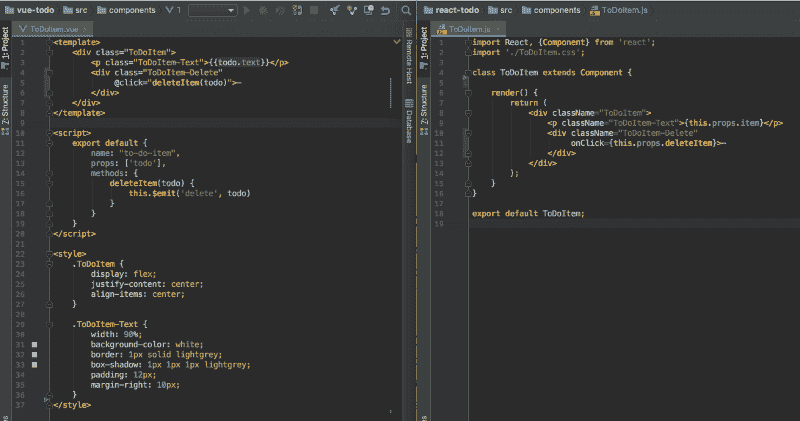 vue-todo src components 1
ToDoItem.vue
1: Project
Z: Structure
1 <template>
2 <div class="ToDoItem">
3 <p class="ToDoItem-Text">{{todo.text}}</p>
4 <div class="ToDoItem-Delete"
5 @click="deleteItem(todo)">-
6 </div>
7 </div>
8 </template>
9
10 <script>
11 export default {
12 name: "to-do-item",
13 props: ['todo'],
14 methods: {
15 deleteItem(todo) {
16 this.$emit('delete', todo)
17 }
18 }
19 }
20 </script>
21
22 <style>
23 .ToDoItem {
24 display: flex;
25 justify-content: center;
26 align-items: center;
27 }
28
29 .ToDoItem-Text {
30 width: 90%;
31 background-color: white;
32 border: 1px solid lightgrey;
33 box-shadow: 1px 1px 1px lightgrey;
34 padding: 12px;
35 margin-right: 10px;
36 }
37 </style>
Remote Host
Database
react-todo src components ToDoItem.js
ToDoItem.js
1: Project
Z: Structure
1 import React, {Component} from 'react';
2 import './ToDoItem.css';
3
4 class ToDoItem extends Component {
5
6 render() {
7 return (
8 <div className="ToDoItem">
9 <p className="ToDoItem-Text">{this.props.item}</p>
10 <div className="ToDoItem-Delete"
11 onClick={this.props.deleteItem}>-
12 </div>
13 </div>
14 );
15 }
16 }
17
18 export default ToDoItem;
19